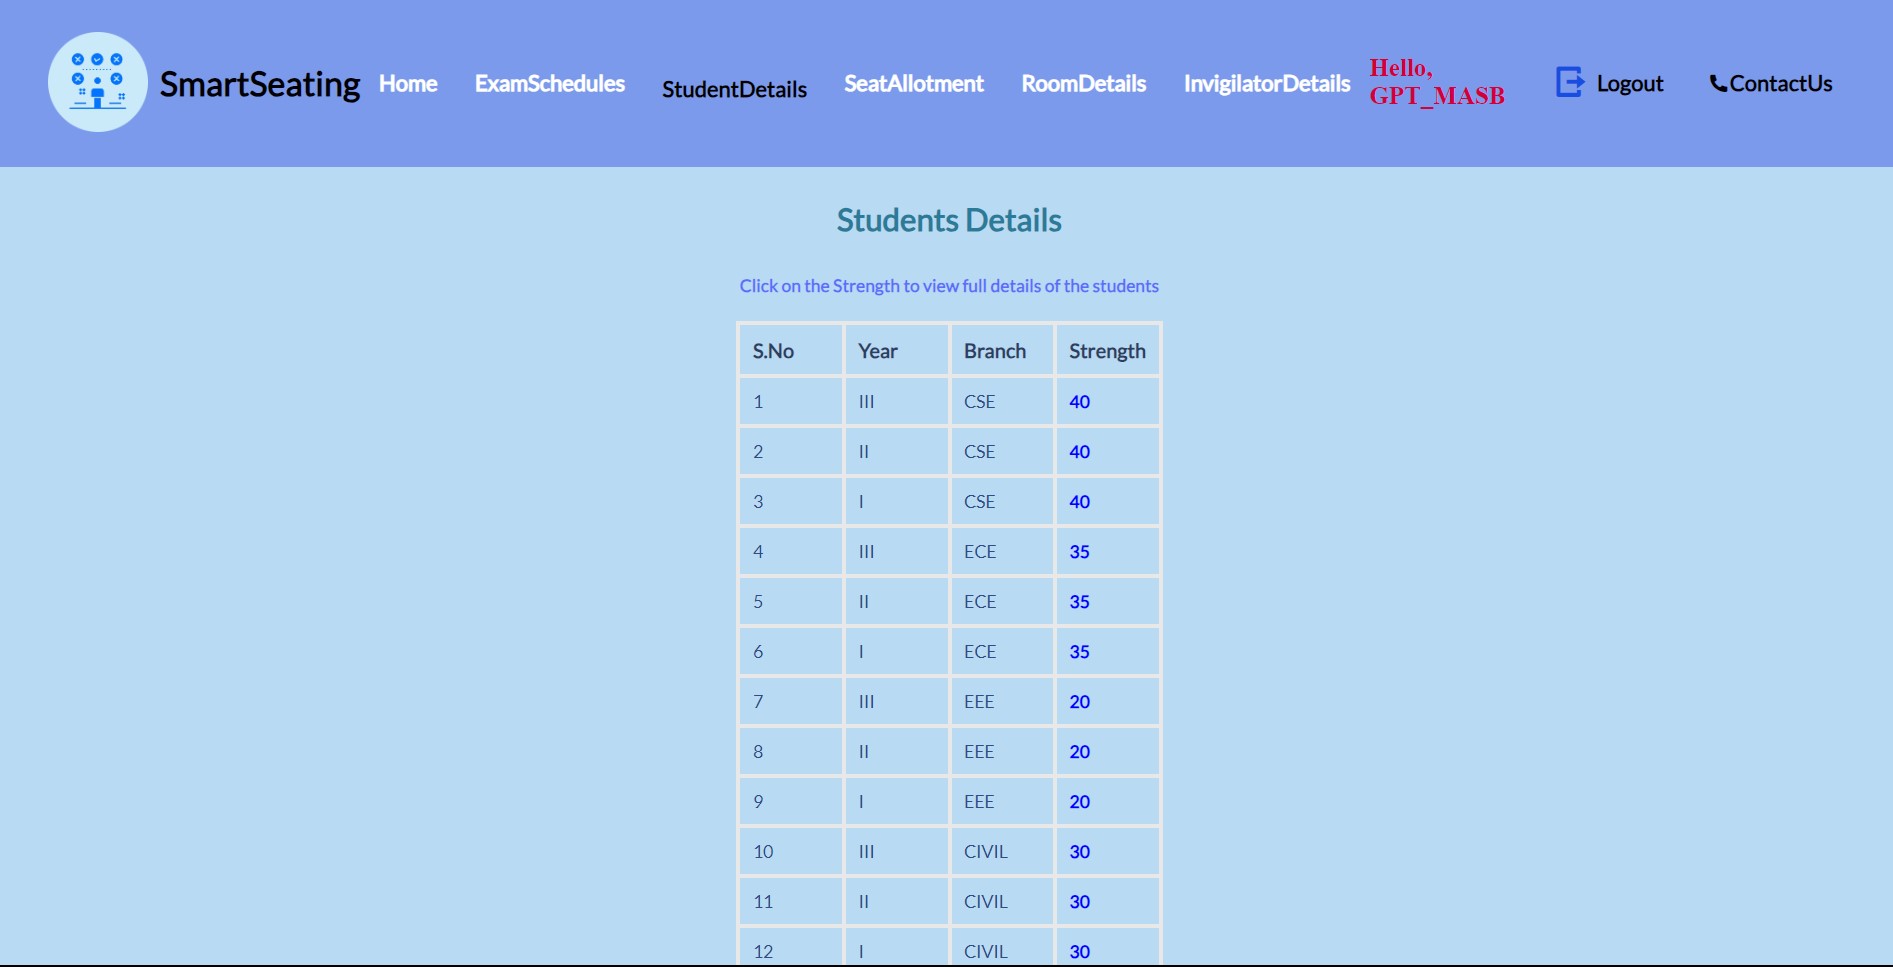 SmartSeating Home ExamSchedules StudentDetails SeatAllotment RoomDetails InvigilatorDetails Hello, GPT_MASB Logout ContactUs
Students Details
Click on the Strength to view full details of the students
S.No Year Branch Strength
1 III CSE 40
2 II CSE 40
3 I CSE 40
4 III ECE 35
5 II ECE 35
6 I ECE 35
7 III EEE 20
8 II EEE 20
9 I EEE 20
10 III CIVIL 30
11 II CIVIL 30
12 I CIVIL 30